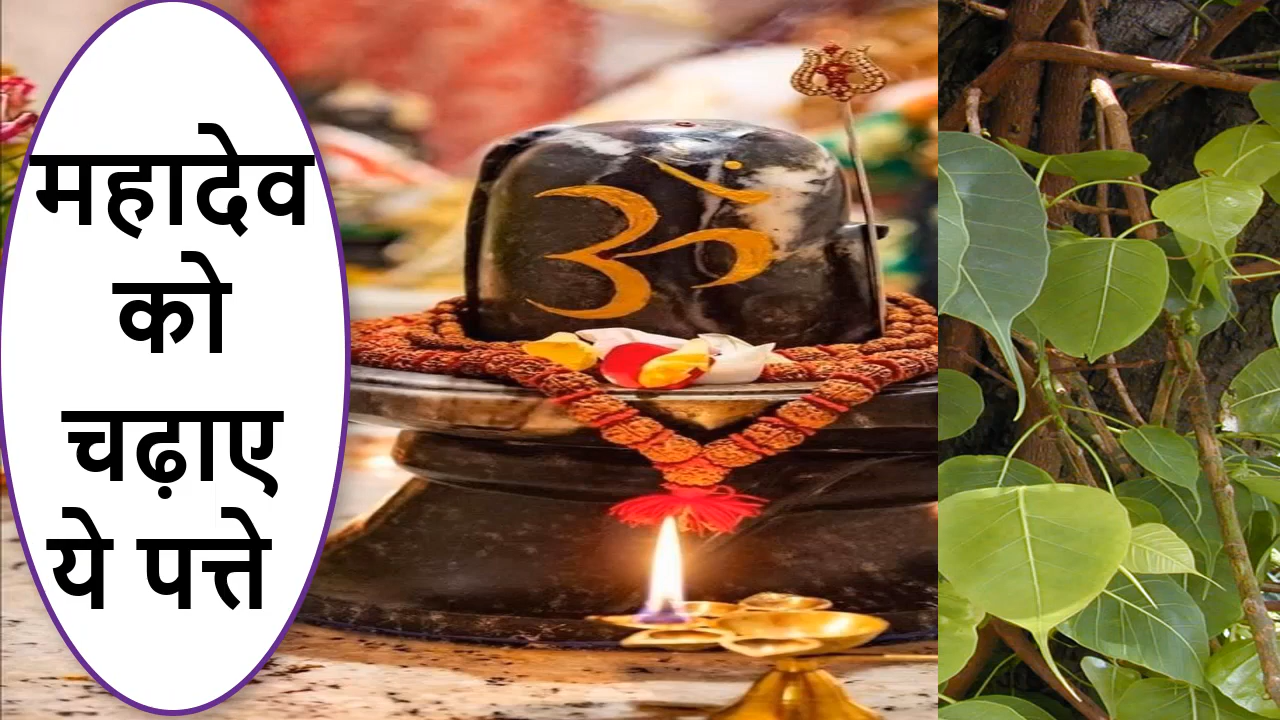 महादेव
को
चढ़ाए
ये पत्ते
ॐ